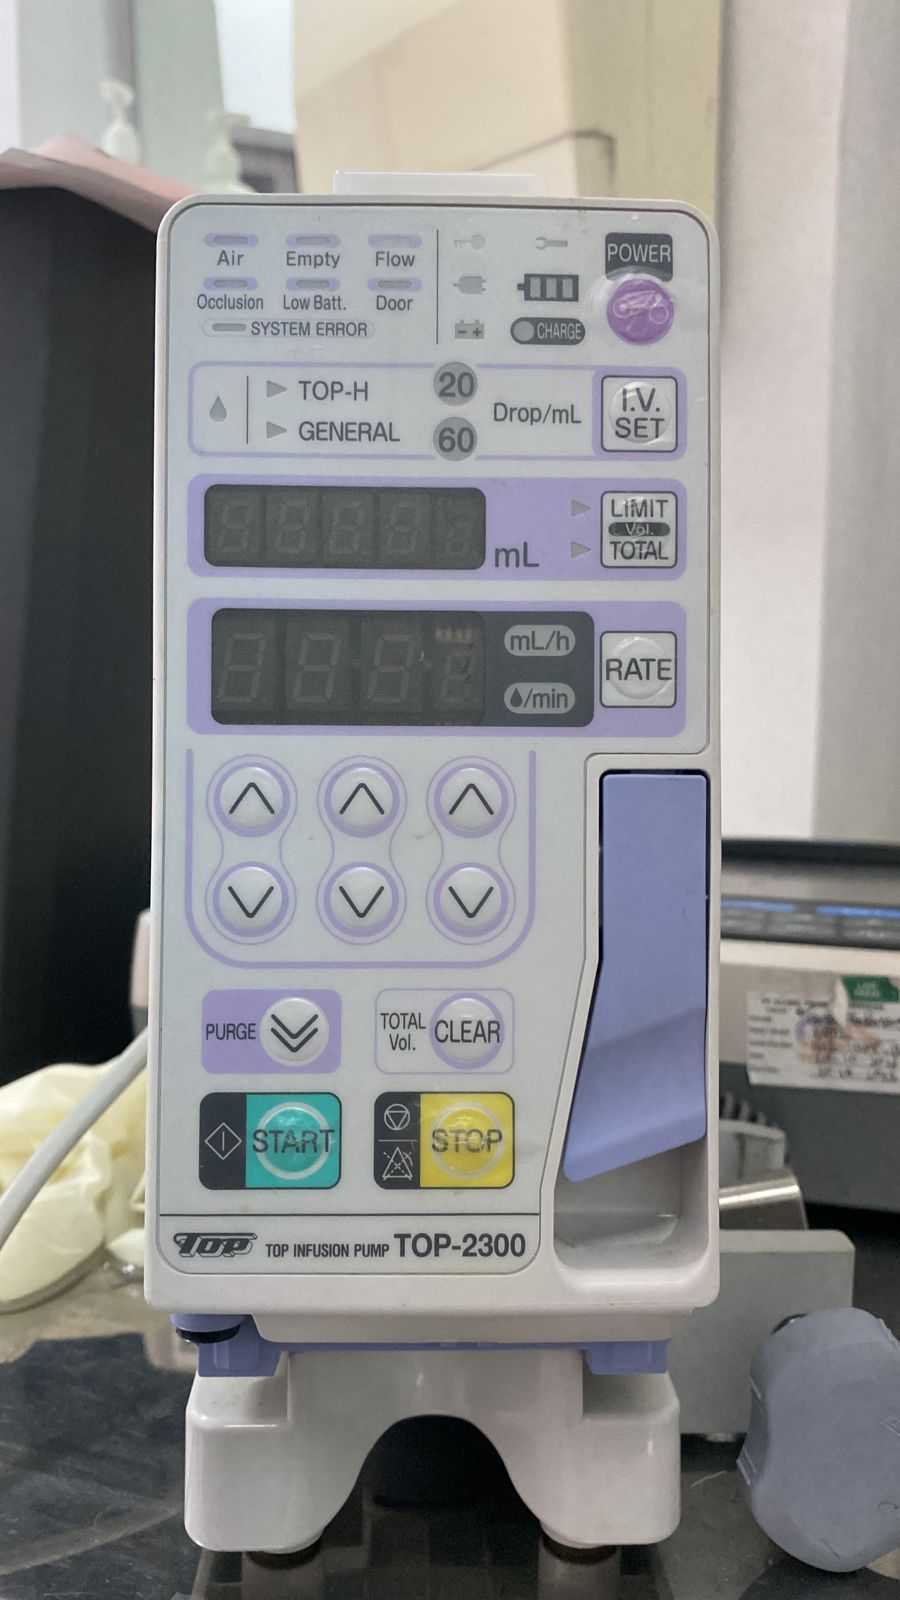 POWER
Air Empty Flow
Occlusion Low Batt. Door
SYSTEM ERROR
CHARGE
TOP-H
GENERAL
20
60
Drop/mL
I.V.
SET
mL
LIMIT
Vol.
TOTAL
mL/h
/min
RATE
PURGE
TOTAL
Vol.
CLEAR
START
STOP
TOP TOP INFUSION PUMP TOP-2300